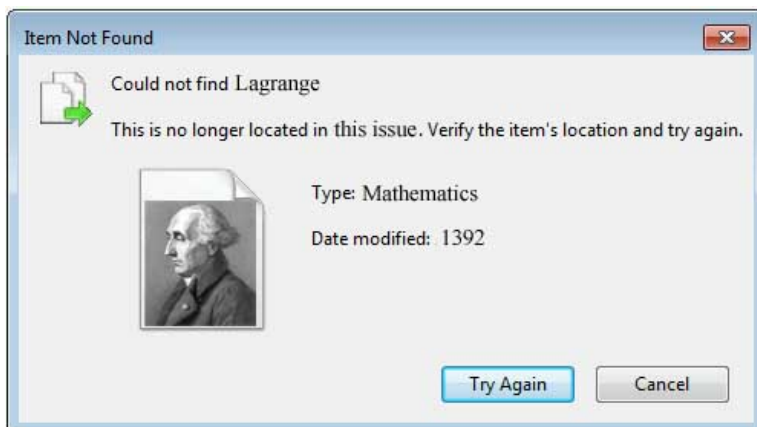 Item Not Found
Could not find Lagrange
This is no longer located in this issue. Verify the item's location and try again.
Type: Mathematics
Date modified: 1392
Try Again
Cancel